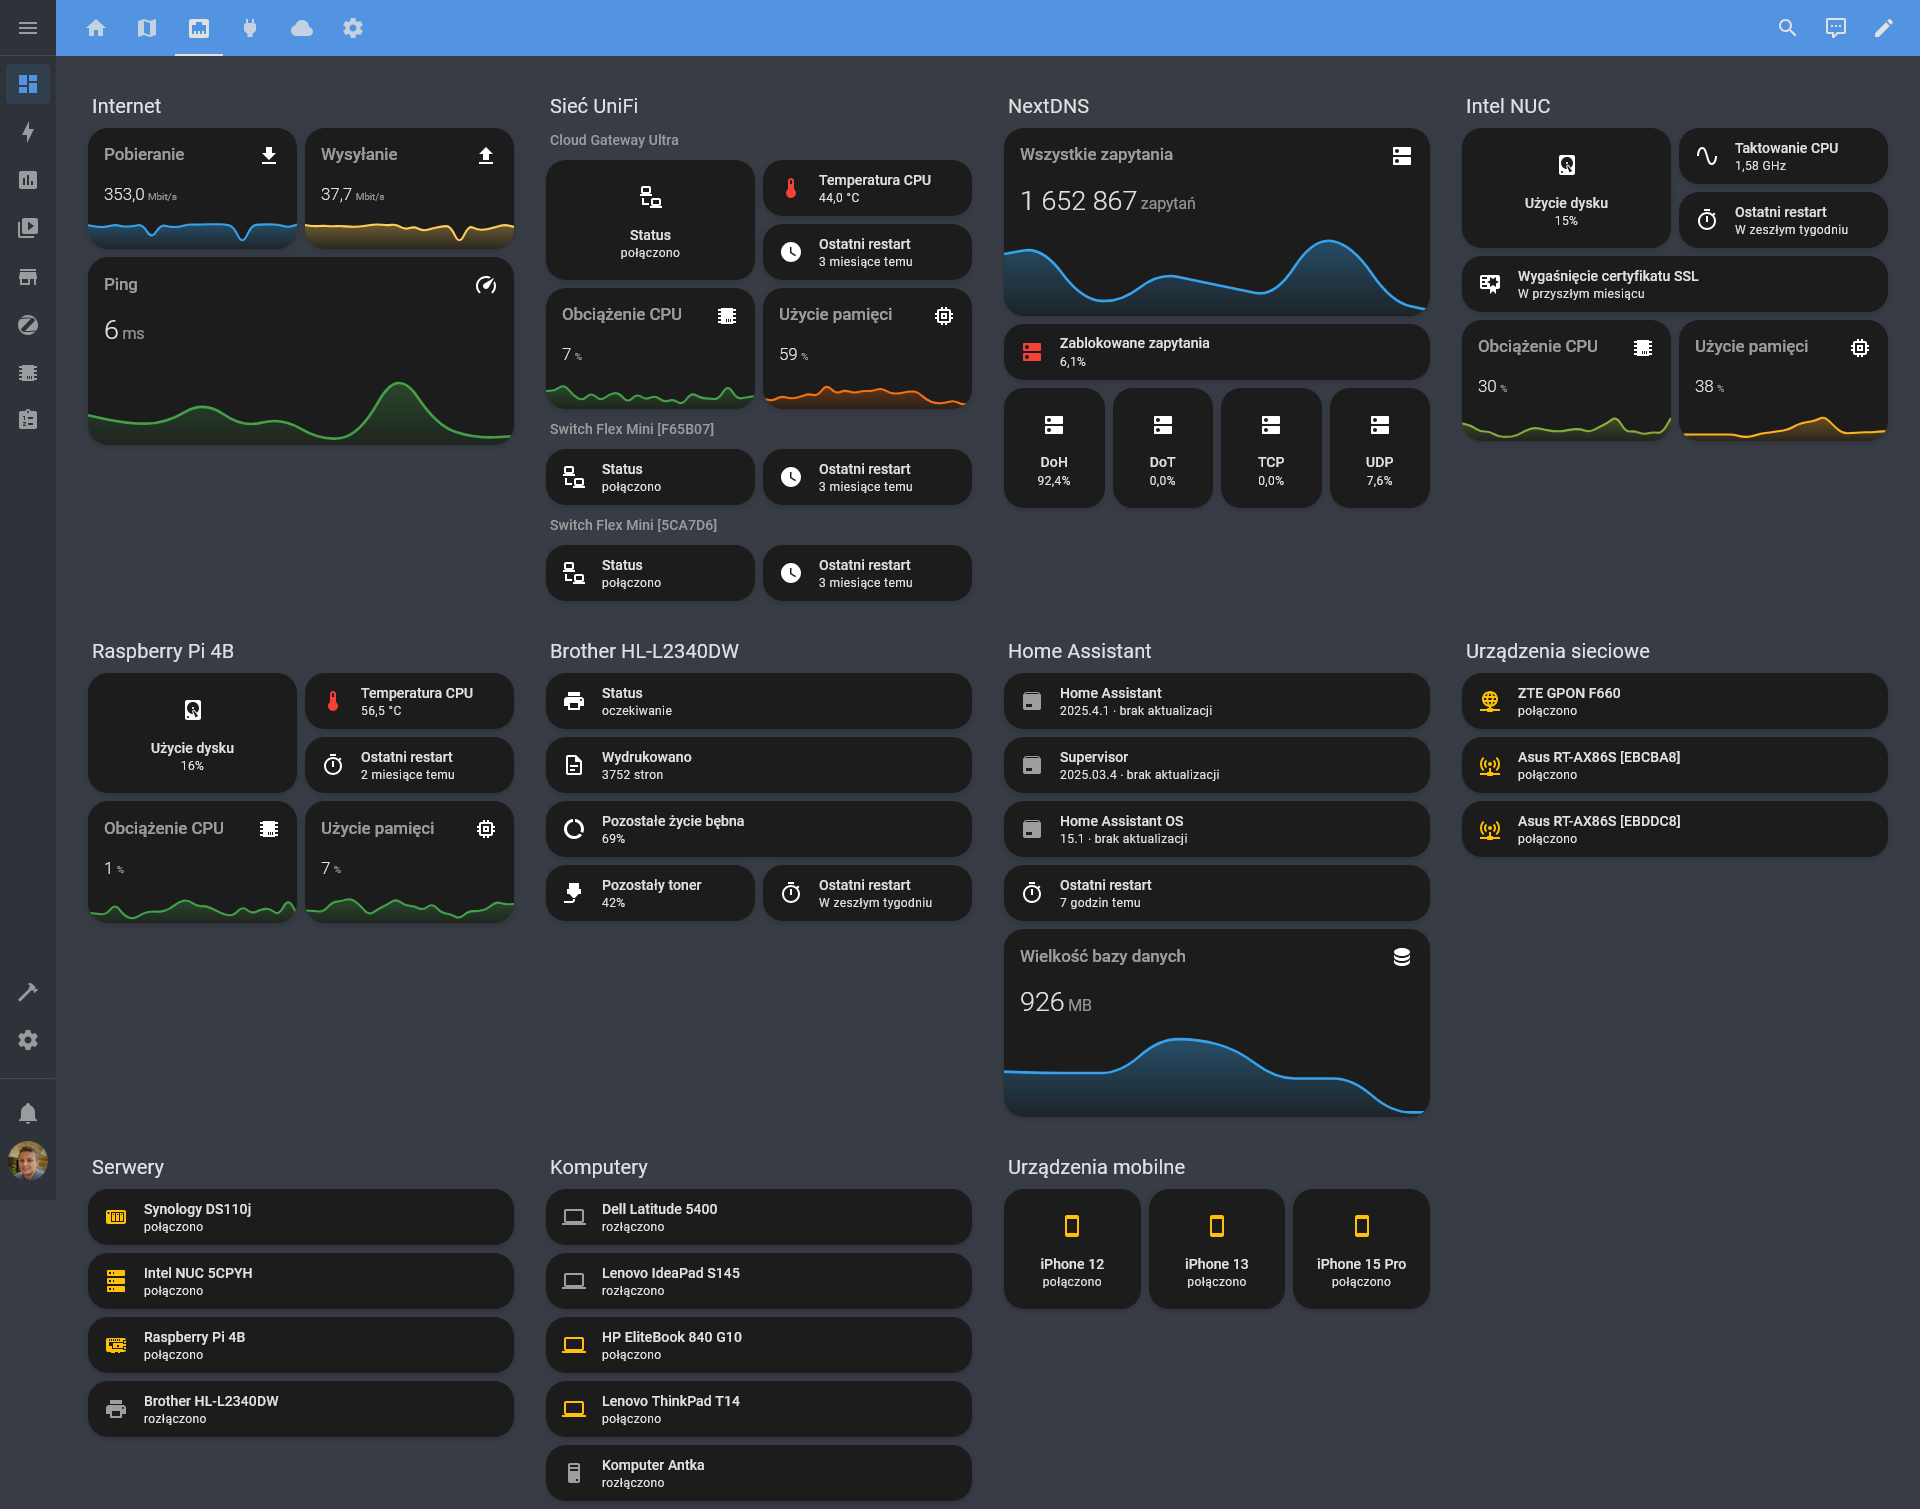 Internet
Pobieranie
353,0 Mbit/s
Wysyłanie
37,7 Mbit/s
Ping
6 ms
Sieć UniFi
Cloud Gateway Ultra
Status
połączono
Temperatura CPU
44,0 °C
Ostatni restart
3 miesiące temu
Obciążenie CPU
7 %
Użycie pamięci
59 %
Switch Flex Mini [F65B07]
Status
połączono
Ostatni restart
3 miesiące temu
Switch Flex Mini [5CA7D6]
Status
połączono
Ostatni restart
3 miesiące temu
NextDNS
Wszystkie zapytania
1 652 867 zapytań
Zablokowane zapytania
6,1%
DoH
92,4%
DoT
0,0%
TCP
0,0%
UDP
7,6%
Intel NUC
Użycie dysku
15%
Taktowanie CPU
1,58 GHz
Ostatni restart
W zeszłym tygodniu
Wygaśnięcie certyfikatu SSL
W przyszłym miesiącu
Obciążenie CPU
30 %
Użycie pamięci
38 %
Raspberry Pi 4B
Użycie dysku
16%
Temperatura CPU
56,5 °C
Ostatni restart
2 miesiące temu
Obciążenie CPU
1 %
Użycie pamięci
7 %
Brother HL-L2340DW
Status
oczekiwanie
Wydrukowano
3752 stron
Pozostałe życie bębna
69%
Pozostały toner
42%
Ostatni restart
W zeszłym tygodniu
Home Assistant
Home Assistant
2025.4.1 · brak aktualizacji
Supervisor
2025.03.4 · brak aktualizacji
Home Assistant OS
15.1 · brak aktualizacji
Ostatni restart
7 godzin temu
Wielkość bazy danych
926 MB
Urządzenia sieciowe
ZTE GPON F660
połączono
Asus RT-AX86S [EBCBA8]
połączono
Asus RT-AX86S [EBDDC8]
połączono
Serwery
Synology DS110j
połączono
Intel NUC 5CPYH
połączono
Raspberry Pi 4B
połączono
Brother HL-L2340DW
rozłączono
Komputery
Dell Latitude 5400
rozłączono
Lenovo IdeaPad S145
rozłączono
HP EliteBook 840 G10
połączono
Lenovo ThinkPad T14
połączono
Komputer Antka
rozłączono
Urządzenia mobilne
iPhone 12
połączono
iPhone 13
połączono
iPhone 15 Pro
połączono